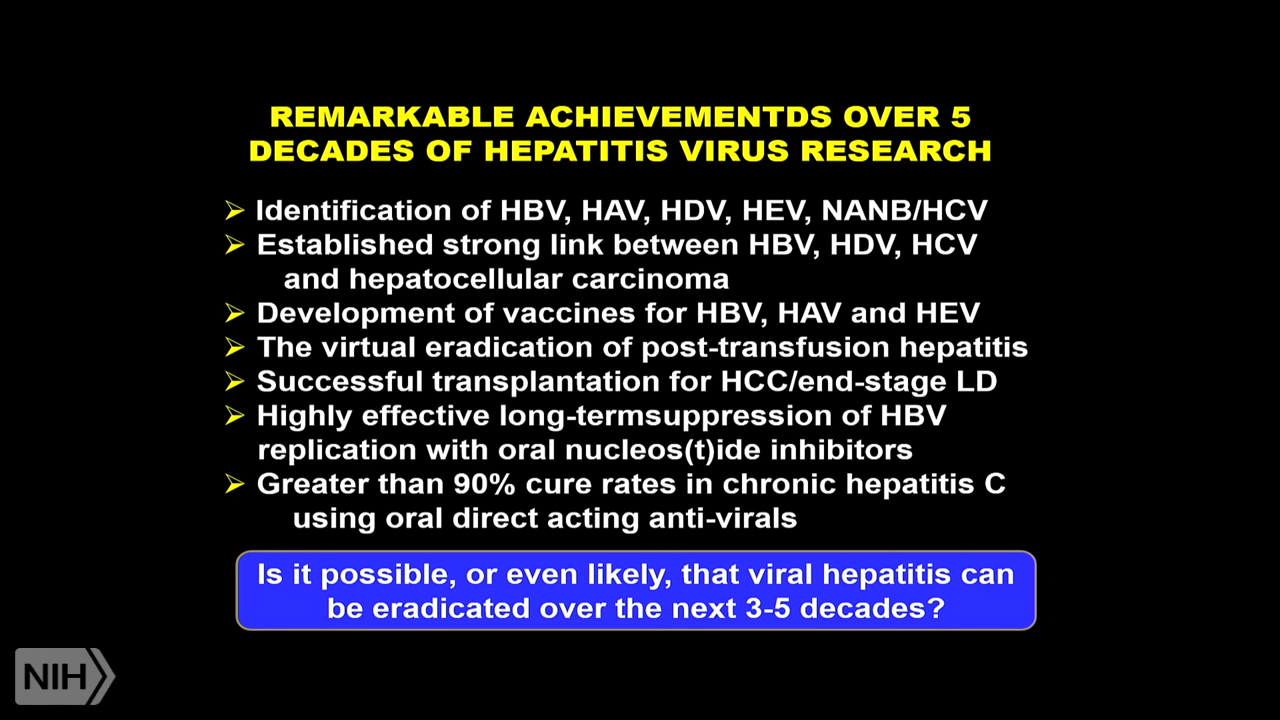 REMARKABLE ACHIEVEMENTDS OVER 5
DECADES OF HEPATITIS VIRUS RESEARCH
➢ Identification of HBV, HAV, HDV, HEV, NANB/HCV
➢ Established strong link between HBV, HDV, HCV
and hepatocellular carcinoma
➢ Development of vaccines for HBV, HAV and HEV
➢ The virtual eradication of post-transfusion hepatitis
➢ Successful transplantation for HCC/end-stage LD
➢ Highly effective long-termsuppression of HBV
replication with oral nucleos(t)ide inhibitors
➢ Greater than 90% cure rates in chronic hepatitis C
using oral direct acting anti-virals
Is it possible, or even likely, that viral hepatitis can
be eradicated over the next 3-5 decades?
NIH